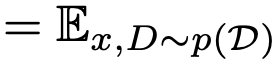 = 𝔼_{x,D∼p(𝒟)}